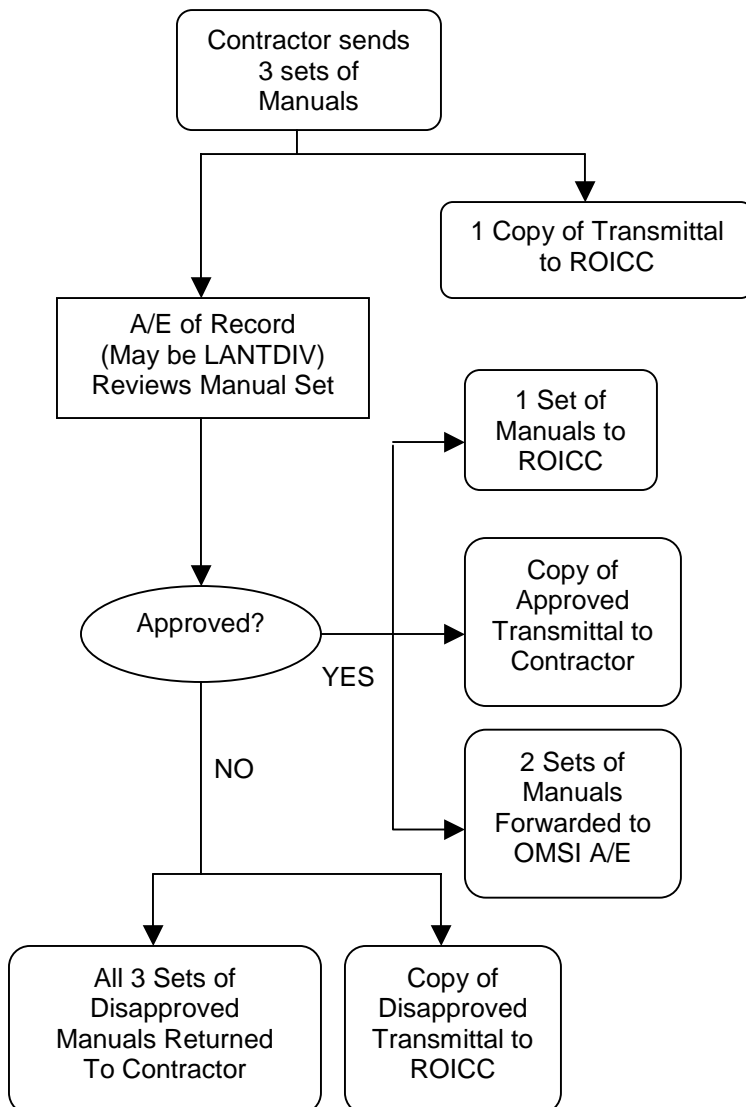 Contractor sends
3 sets of
Manuals
1 Copy of Transmittal
to ROICC
A/E of Record
(May be LANTDIV)
Reviews Manual Set
1 Set of
Manuals to
ROICC
Approved?
YES
Copy of
Approved
Transmittal to
Contractor
NO
2 Sets of
Manuals
Forwarded to
OMSI A/E
All 3 Sets of
Disapproved
Manuals Returned
To Contractor
Copy of
Disapproved
Transmittal to
ROICC